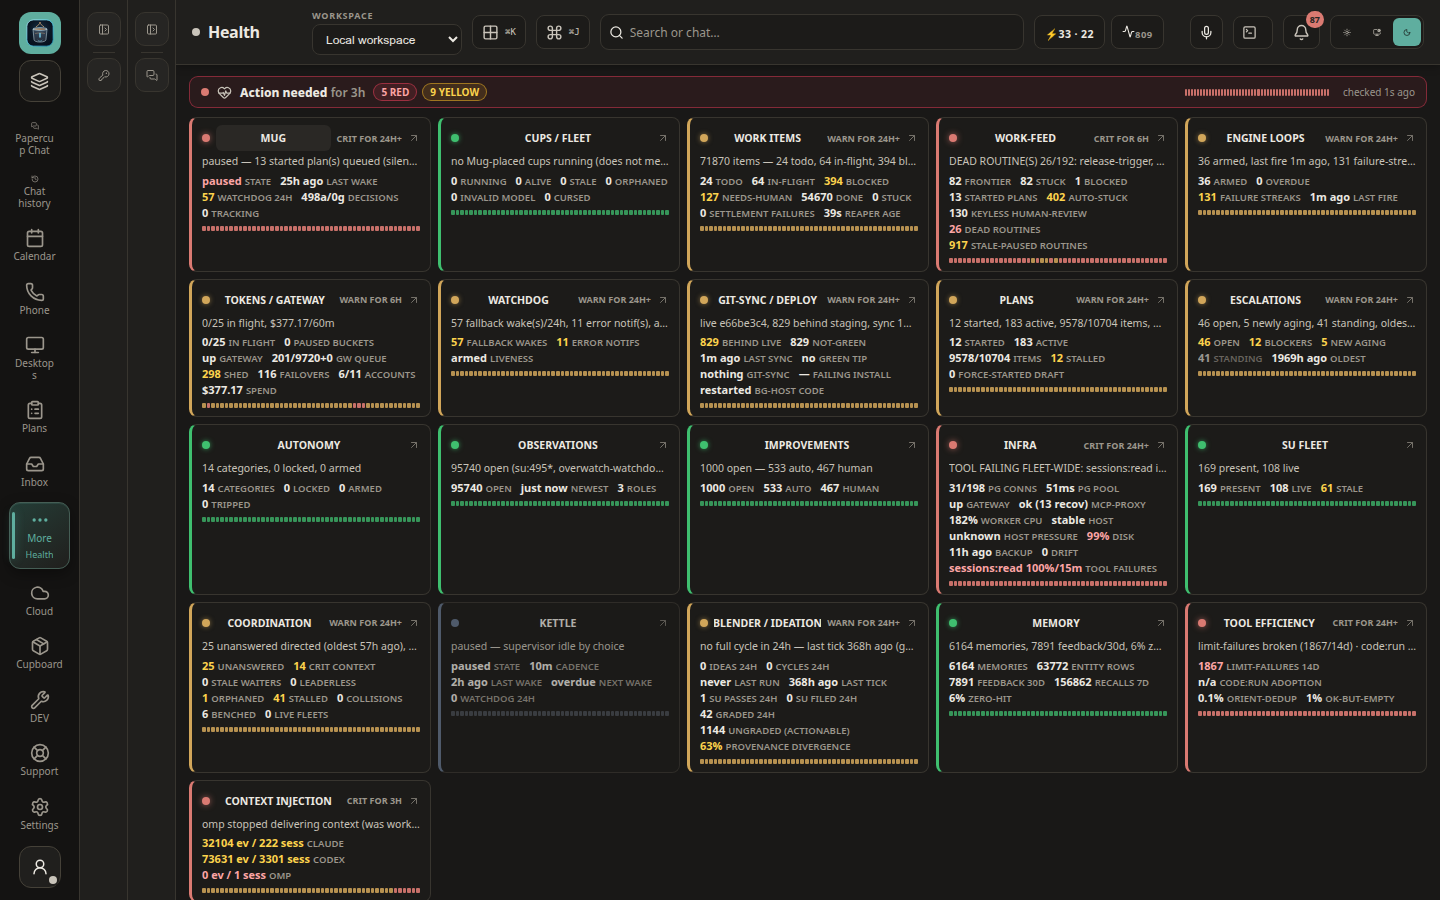 Health
WORKSPACE
Local workspace
⌘K
⌘J
Search or chat...
⚡33 · 22
809
87
Papercu
p Chat
Chat
history
Calendar
Phone
Desktop
s
Plans
Inbox
More
Health
Cloud
Cupboard
DEV
Support
Settings
Action needed for 3h 5 RED 9 YELLOW
checked 1s ago
MUG CRIT FOR 24H+
paused — 13 started plan(s) queued (silen...
paused STATE 25h ago LAST WAKE
57 WATCHDOG 24H 498a/0g DECISIONS
0 TRACKING
CUPS / FLEET
no Mug-placed cups running (does not me...
0 RUNNING 0 ALIVE 0 STALE 0 ORPHANED
0 INVALID MODEL 0 CURSED
WORK ITEMS WARN FOR 24H+
71870 items — 24 todo, 64 in-flight, 394 bl...
24 TODO 64 IN-FLIGHT 394 BLOCKED
127 NEEDS-HUMAN 54670 DONE 0 STUCK
0 SETTLEMENT FAILURES 39s REAPER AGE
WORK-FEED CRIT FOR 6H
DEAD ROUTINE(S) 26/192: release-trigger, ...
82 FRONTIER 82 STUCK 1 BLOCKED
13 STARTED PLANS 402 AUTO-STUCK
130 KEYLESS HUMAN-REVIEW
26 DEAD ROUTINES
917 STALE-PAUSED ROUTINES
ENGINE LOOPS WARN FOR 24H+
36 armed, last fire 1m ago, 131 failure-stre...
36 ARMED 0 OVERDUE
131 FAILURE STREAKS 1m ago LAST FIRE
TOKENS / GATEWAY WARN FOR 6H
0/25 in flight, $377.17/60m
0/25 IN FLIGHT 0 PAUSED BUCKETS
up GATEWAY 201/9720+0 GW QUEUE
298 SHED 116 FAILOVERS 6/11 ACCOUNTS
$377.17 SPEND
WATCHDOG WARN FOR 24H+
57 fallback wake(s)/24h, 11 error notif(s), a...
57 FALLBACK WAKES 11 ERROR NOTIFS
armed LIVENESS
GIT-SYNC / DEPLOY WARN FOR 24H+
live e66be3c4, 829 behind staging, sync 1...
829 BEHIND LIVE 829 NOT-GREEN
1m ago LAST SYNC no GREEN TIP
nothing GIT-SYNC — FAILING INSTALL
restarted BG-HOST CODE
PLANS WARN FOR 24H+
12 started, 183 active, 9578/10704 items, ...
12 STARTED 183 ACTIVE
9578/10704 ITEMS 12 STALLED
0 FORCE-STARTED DRAFT
ESCALATIONS WARN FOR 24H+
46 open, 5 newly aging, 41 standing, oldes...
46 OPEN 12 BLOCKERS 5 NEW AGING
41 STANDING 1969h ago OLDEST
AUTONOMY
14 categories, 0 locked, 0 armed
14 CATEGORIES 0 LOCKED 0 ARMED
0 TRIPPED
OBSERVATIONS
95740 open (su:495*, overwatch-watchdo...
95740 OPEN just now NEWEST 3 ROLES
IMPROVEMENTS
1000 open — 533 auto, 467 human
1000 OPEN 533 AUTO 467 HUMAN
INFRA CRIT FOR 24H+
TOOL FAILING FLEET-WIDE: sessions:read i...
31/198 PG CONNS 51ms PG POOL
up GATEWAY ok (13 recov) MCP-PROXY
182% WORKER CPU stable HOST
unknown HOST PRESSURE 99% DISK
11h ago BACKUP 0 DRIFT
sessions:read 100%/15m TOOL FAILURES
SU FLEET
169 present, 108 live
169 PRESENT 108 LIVE 61 STALE
COORDINATION WARN FOR 24H+
25 unanswered directed (oldest 57h ago), ...
25 UNANSWERED 14 CRIT CONTEXT
0 STALE WAITERS 0 LEADERLESS
1 ORPHANED 41 STALLED 0 COLLISIONS
6 BENCHED 0 LIVE FLEETS
KETTLE
paused — supervisor idle by choice
paused STATE 10m CADENCE
2h ago LAST WAKE overdue NEXT WAKE
0 WATCHDOG 24H
BLENDER / IDEATION WARN FOR 24H+
no full cycle in 24h — last tick 368h ago (g...
0 IDEAS 24H 0 CYCLES 24H
never LAST RUN 368h ago LAST TICK
1 SU PASSES 24H 0 SU FILED 24H
42 GRADED 24H
1144 UNGRADED (ACTIONABLE)
63% PROVENANCE DIVERGENCE
MEMORY
6164 memories, 7891 feedback/30d, 6% z...
6164 MEMORIES 63772 ENTITY ROWS
7891 FEEDBACK 30D 156862 RECALLS 7D
6% ZERO-HIT
TOOL EFFICIENCY CRIT FOR 24H+
limit-failures broken (1867/14d) · code:run ...
1867 LIMIT-FAILURES 14D
n/a CODE:RUN ADOPTION
0.1% ORIENT-DEDUP 1% OK-BUT-EMPTY
CONTEXT INJECTION CRIT FOR 3H
omp stopped delivering context (was work...
32104 ev / 222 sess CLAUDE
73631 ev / 3301 sess CODEX
0 ev / 1 sess OMP